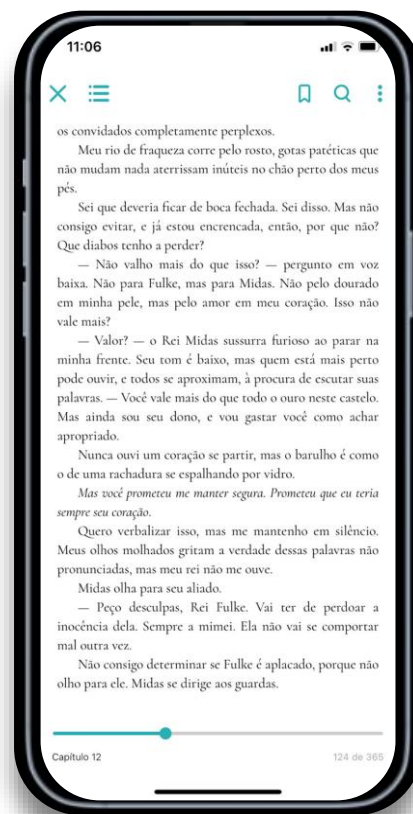 11:06
os convidados completamente perplexos.
Meu rio de fraqueza corre pelo rosto, gotas patéticas que
não mudam nada aterrissam inúteis no chão perto dos meus
pés.
Sei que deveria ficar de boca fechada. Sei disso. Mas não
consigo evitar, e já estou encrencada, então, por que não?
Que diabos tenho a perder?
— Não valho mais do que isso? — pergunto em voz
baixa. Não para Fulke, mas para Midas. Não pelo dourado
em minha pele, mas pelo amor em meu coração. Isso não
vale mais?
— Valor? — o Rei Midas sussurra furioso ao parar na
minha frente. Seu tom é baixo, mas quem está mais perto
pode ouvir, e todos se aproximam, à procura de escutar suas
palavras. — Você vale mais do que todo o ouro neste castelo.
Mas ainda sou seu dono, e vou gastar você como achar
apropriado.
Nunca ouvi um coração se partir, mas o barulho é como
o de uma rachadura se espalhando por vidro.
Mas você prometeu me manter segura. Prometeu que eu teria
sempre seu coração.
Quero verbalizar isso, mas me mantenho em silêncio.
Meus olhos molhados gritam a verdade dessas palavras não
pronunciadas, mas meu rei não me ouve.
Midas olha para seu aliado.
— Peço desculpas, Rei Fulke. Vai ter de perdoar a
inocência dela. Sempre a mimei. Ela não vai se comportar
mal outra vez.
Não consigo determinar se Fulke é aplacado, porque não
olho para ele. Midas se dirige aos guardas.
Capítulo 12
124 de 365